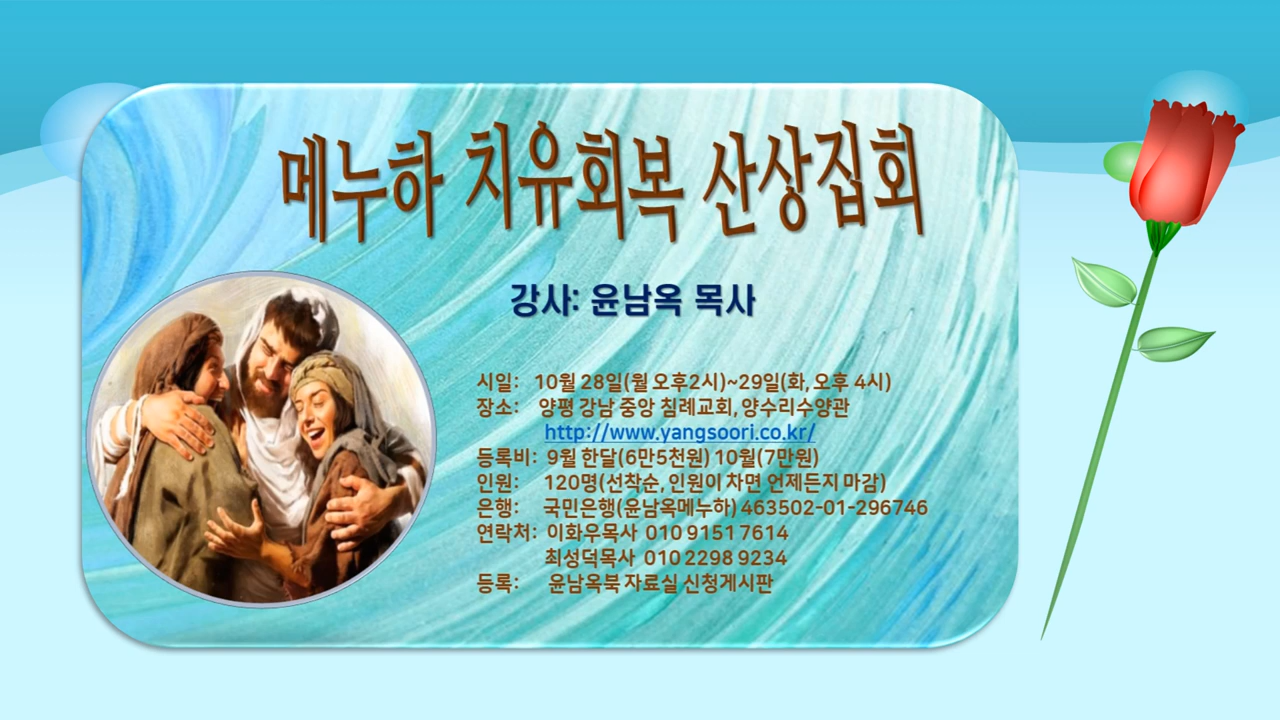 메누하 치유회복 산상집회
강사: 윤남옥 목사
시일: 10월 28일(월 오후2시)~29일(화, 오후 4시)
장소: 양평 강남 중앙 침례교회, 양수리수양관
http://www.yangsoori.co.kr/
등록비: 9월 한달(6만5천원) 10월(7만원)
인원: 120명(선착순, 인원이 차면 언제든지 마감)
은행: 국민은행(윤남옥메누하) 463502-01-296746
연락처: 이화우목사 010 9151 7614
최성덕목사 010 2298 9234
등록: 윤남옥북 자료실 신청게시판